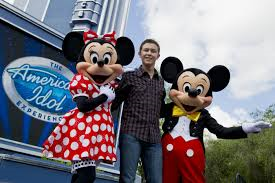 THE
American
Idol
EXPERIENCE